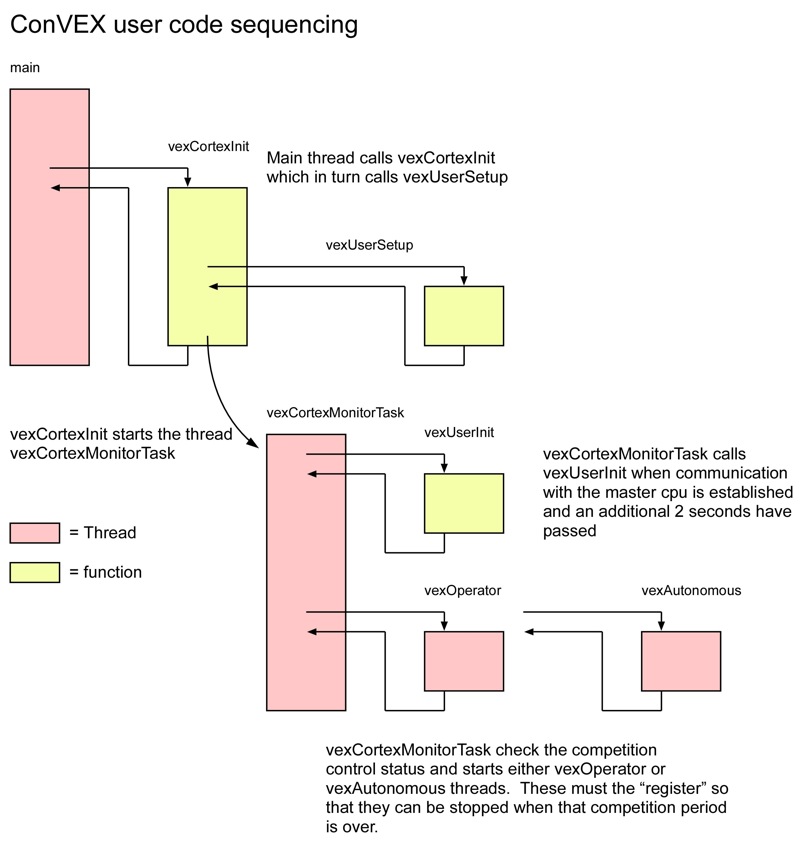 ConVEX user code sequencing
main
vexCortexInit
Main thread calls vexCortexInit
which in turn calls vexUserSetup
vexUserSetup
vexCortexMonitorTask
vexCortexInit starts the thread
vexCortexMonitorTask
vexUserInit
vexCortexMonitorTask calls
vexUserInit when communication
with the master cpu is established
and an additional 2 seconds have
passed
= Thread
= function
vexOperator
vexAutonomous
vexCortexMonitorTask check the competition
control status and starts either vexOperator or
vexAutonomous threads.  These must the “register” so
that they can be stopped when that competition period
is over.